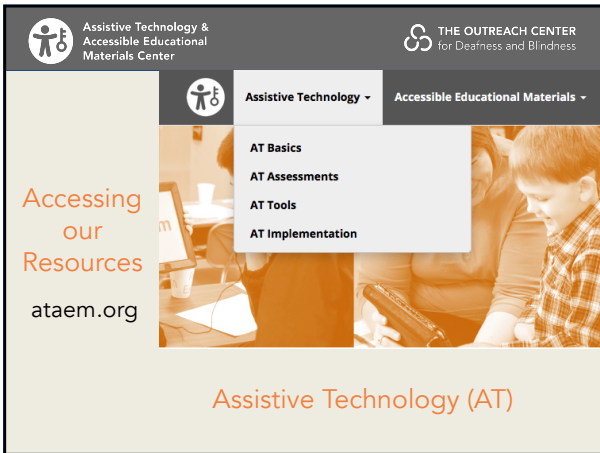 Assistive Technology &
Accessible Educational
Materials Center
THE OUTREACH CENTER
for Deafness and Blindness
Assistive Technology
Accessible Educational Materials
AT Basics
AT Assessments
AT Tools
AT Implementation
Accessing
our
Resources
ataem.org
m
Assistive Technology (AT)